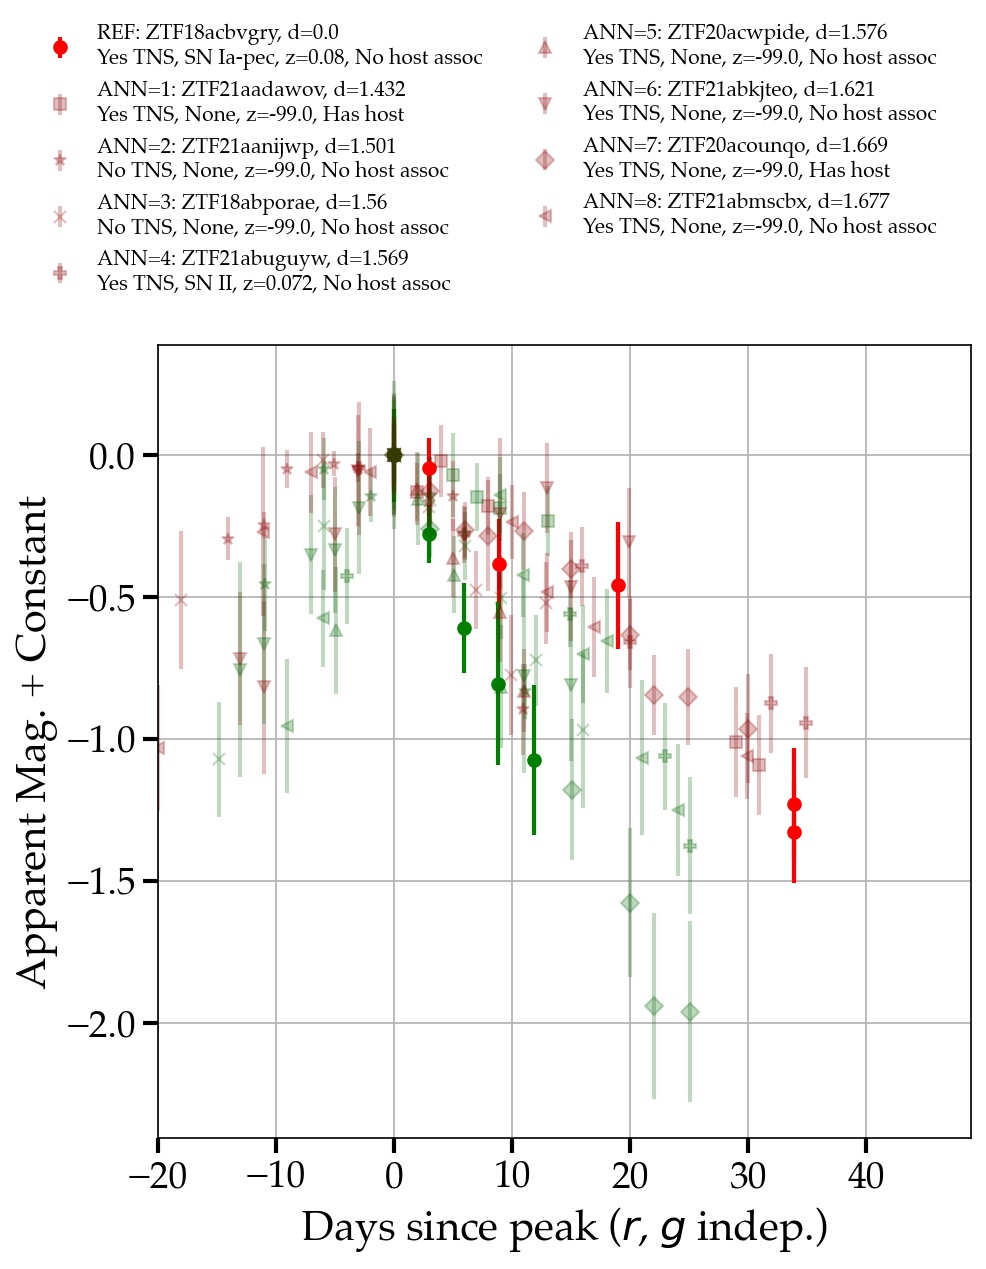 REF: ZTF18acbvgry, d=0.0
Yes TNS, SN Ia-pec, z=0.08, No host assoc
ANN=1: ZTF21aadawov, d=1.432
Yes TNS, None, z=-99.0, Has host
ANN=2: ZTF21aanijwp, d=1.501
No TNS, None, z=-99.0, No host assoc
ANN=3: ZTF18abporae, d=1.56
No TNS, None, z=-99.0, No host assoc
ANN=4: ZTF21abuguyw, d=1.569
Yes TNS, SN II, z=0.072, No host assoc
ANN=5: ZTF20acwpide, d=1.576
Yes TNS, None, z=-99.0, No host assoc
ANN=6: ZTF21abkjteo, d=1.621
Yes TNS, None, z=-99.0, No host assoc
ANN=7: ZTF20acounqo, d=1.669
Yes TNS, None, z=-99.0, Has host
ANN=8: ZTF21abmscbx, d=1.677
Yes TNS, None, z=-99.0, No host assoc
Apparent Mag. + Constant
0.0
−0.5
−1.0
−1.5
−2.0
−20 −10 0 10 20 30 40
Days since peak (r, g indep.)